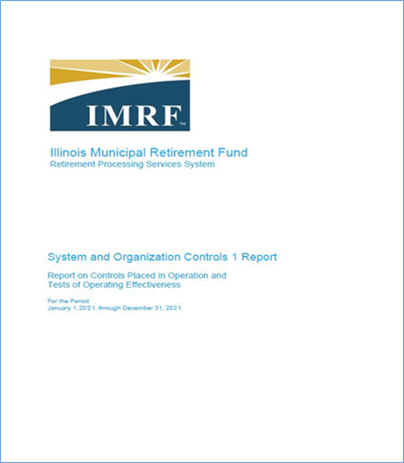 IMRF™
Illinois Municipal Retirement Fund
Retirement Processing Services System
System and Organization Controls 1 Report
Report on Controls Placed in Operation and
Tests of Operating Effectiveness
For the Period
January 1, 2021 through December 31, 2021